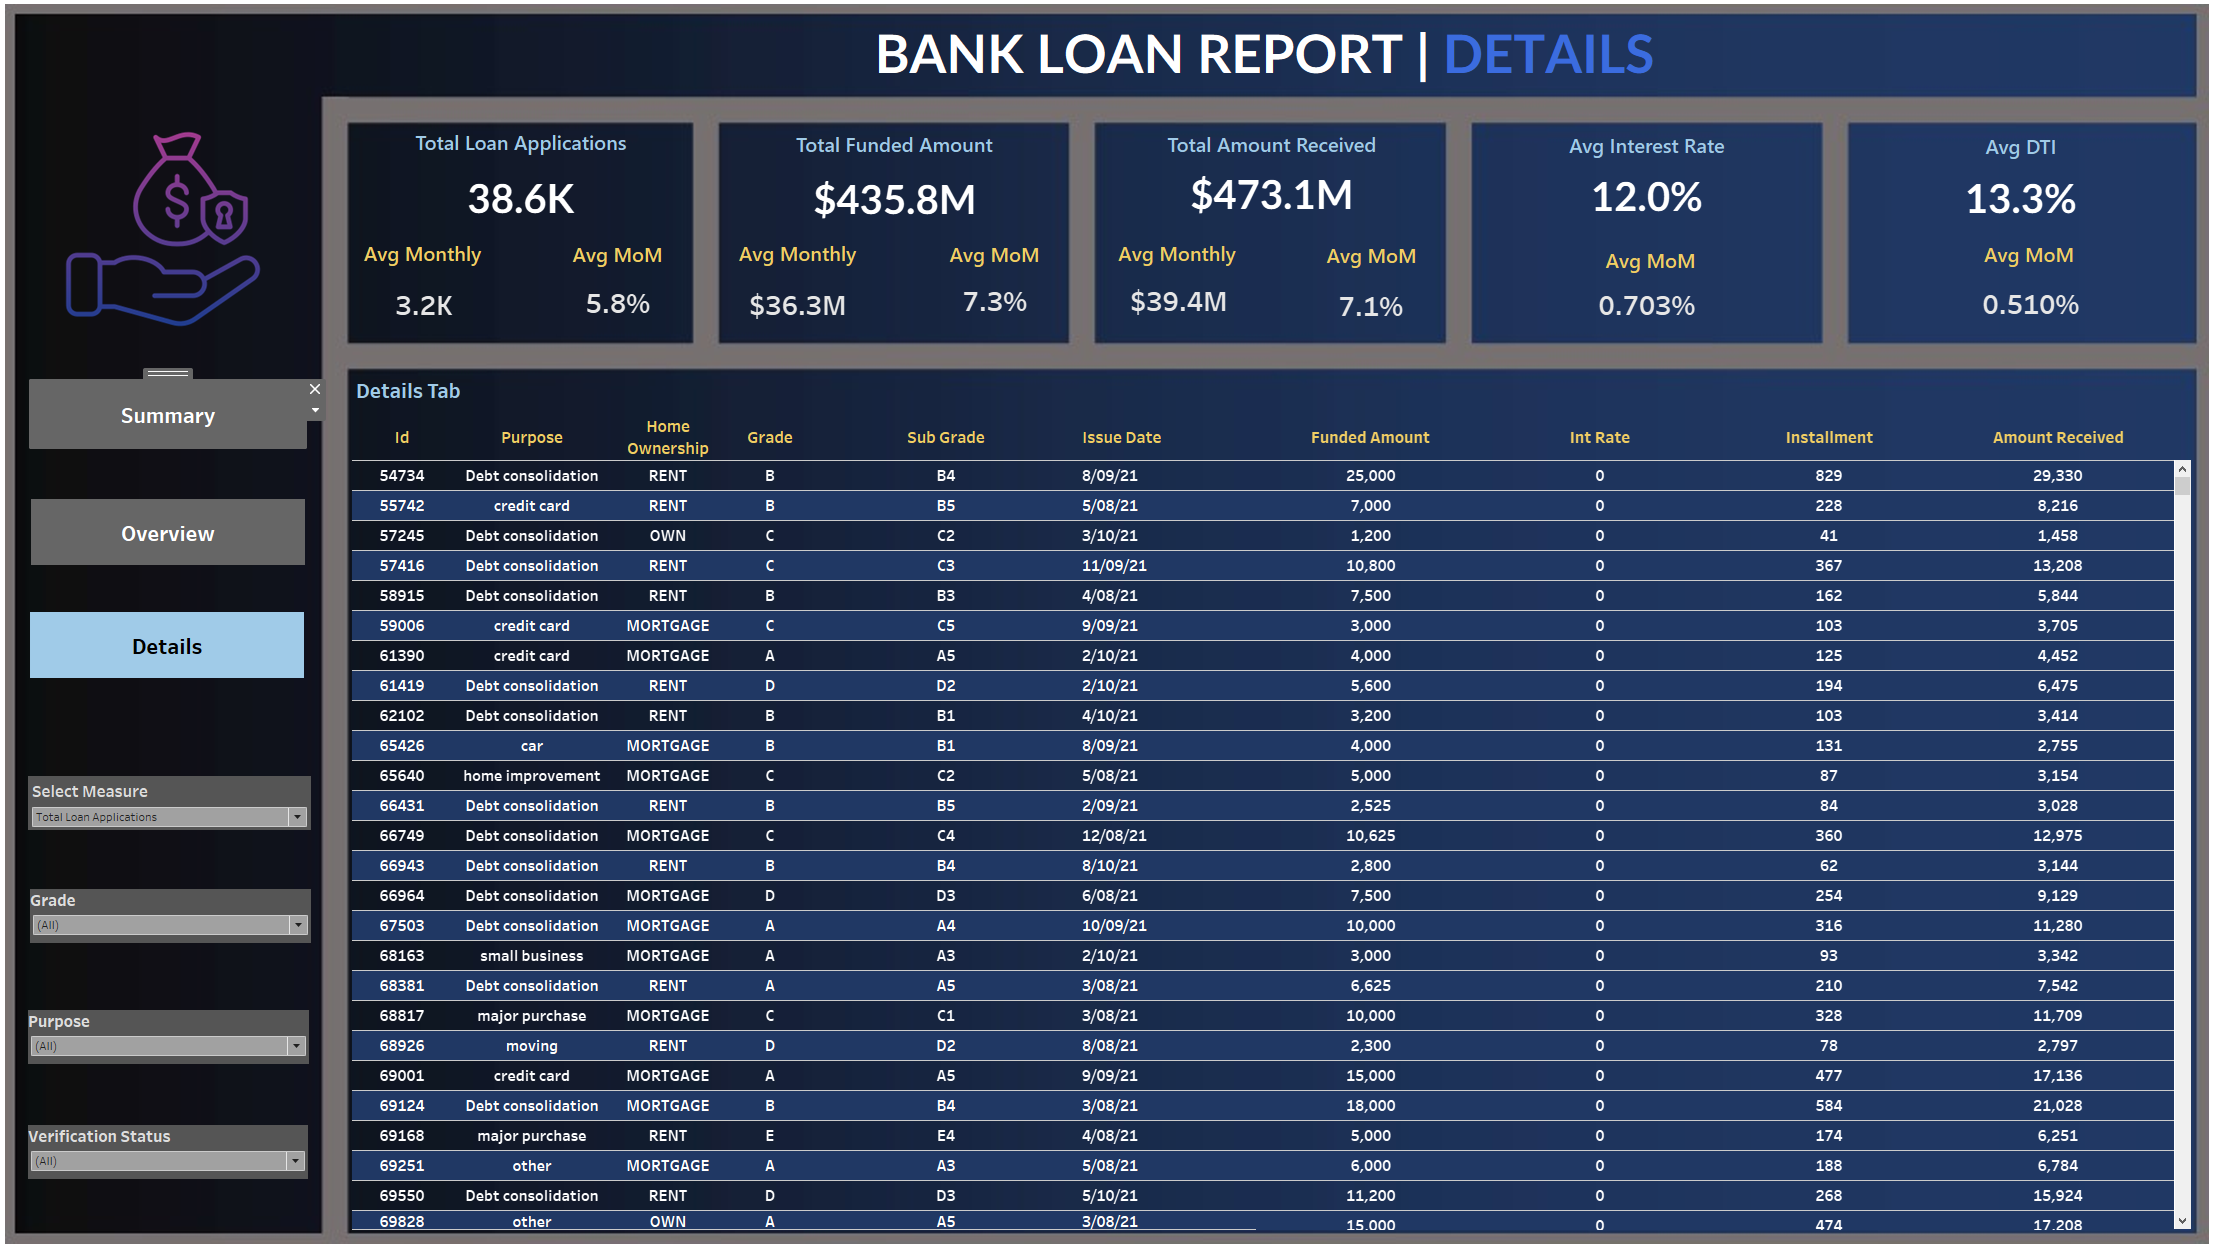 BANK LOAN REPORT | DETAILS
Total Loan Applications
38.6K
Avg Monthly Avg MoM
3.2K 5.8%
Total Funded Amount
$435.8M
Avg Monthly Avg MoM
$36.3M 7.3%
Total Amount Received
$473.1M
Avg Monthly Avg MoM
$39.4M 7.1%
Avg Interest Rate
12.0%
Avg MoM
0.703%
Avg DTI
13.3%
Avg MoM
0.510%
Summary
Overview
Details
Select Measure
Total Loan Applications
Grade
(All)
Purpose
(All)
Verification Status
(All)
Details Tab
Id Purpose Home Ownership Grade Sub Grade Issue Date Funded Amount Int Rate Installment Amount Received
54734 Debt consolidation RENT B B4 8/09/21 25,000 0 829 29,330
55742 credit card RENT B B5 5/08/21 7,000 0 228 8,216
57245 Debt consolidation OWN C C2 3/10/21 1,200 0 41 1,458
57416 Debt consolidation RENT C C3 11/09/21 10,800 0 367 13,208
58915 Debt consolidation RENT B B3 4/08/21 7,500 0 162 5,844
59006 credit card MORTGAGE C C5 9/09/21 3,000 0 103 3,705
61390 credit card MORTGAGE A A5 2/10/21 4,000 0 125 4,452
61419 Debt consolidation RENT D D2 2/10/21 5,600 0 194 6,475
62102 Debt consolidation RENT B B1 4/10/21 3,200 0 103 3,414
65426 car MORTGAGE B B1 8/09/21 4,000 0 131 2,755
65640 home improvement MORTGAGE C C2 5/08/21 5,000 0 87 3,154
66431 Debt consolidation RENT B B5 2/09/21 2,525 0 84 3,028
66749 Debt consolidation MORTGAGE C C4 12/08/21 10,625 0 360 12,975
66943 Debt consolidation RENT B B4 8/10/21 2,800 0 62 3,144
66964 Debt consolidation MORTGAGE D D3 6/08/21 7,500 0 254 9,129
67503 Debt consolidation MORTGAGE A A4 10/09/21 10,000 0 316 11,280
68163 small business MORTGAGE A A3 2/10/21 3,000 0 93 3,342
68381 Debt consolidation RENT A A5 3/08/21 6,625 0 210 7,542
68817 major purchase MORTGAGE C C1 3/08/21 10,000 0 328 11,709
68926 moving RENT D D2 8/08/21 2,300 0 78 2,797
69001 credit card MORTGAGE A A5 9/09/21 15,000 0 477 17,136
69124 Debt consolidation MORTGAGE B B4 3/08/21 18,000 0 584 21,028
69168 major purchase RENT E E4 4/08/21 5,000 0 174 6,251
69251 other MORTGAGE A A3 5/08/21 6,000 0 188 6,784
69550 Debt consolidation RENT D D3 5/10/21 11,200 0 268 15,924
69828 other OWN A A5 3/08/21 15,000 0 474 17,208